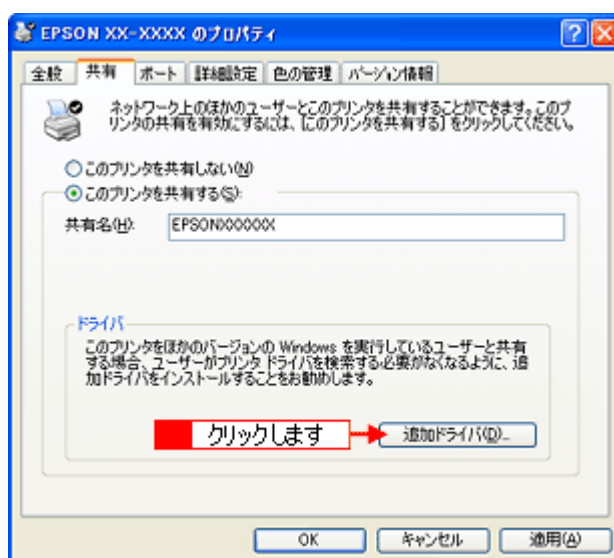 EPSON XX-XXXX のプロパティ
全般 共有 ポート 詳細設定 色の管理 バージョン情報
ネットワーク上のほかのユーザーとこのプリンタを共有することができます。このプ
リンタの共有を有効にするには、[このプリンタを共有する] をクリックしてください。
このプリンタを共有しない(N)
このプリンタを共有する(S):
共有名(H): EPSONXXXXXX
ドライバ
このプリンタをほかのバージョンの Windows を実行しているユーザーと共有
する場合、ユーザーがプリンタ ドライバを検索する必要がなくなるように、追
加ドライバをインストールすることをお勧めします。
クリックします 追加ドライバ(D)...
OK キャンセル 適用(A)